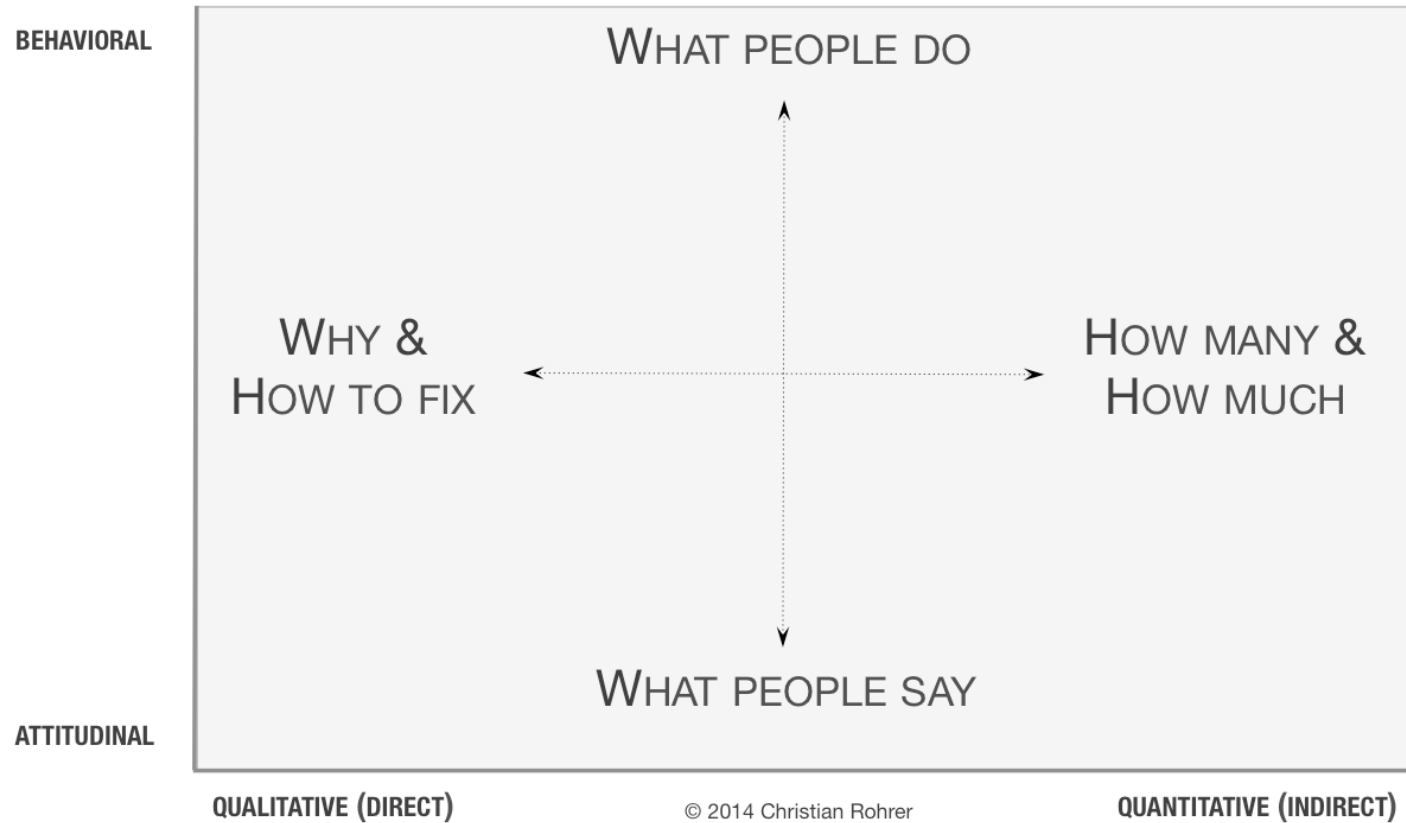 BEHAVIORAL
WHAT PEOPLE DO
WHY &
HOW TO FIX
HOW MANY &
HOW MUCH
WHAT PEOPLE SAY
ATTITUDINAL
QUALITATIVE (DIRECT)
© 2014 Christian Rohrer
QUANTITATIVE (INDIRECT)